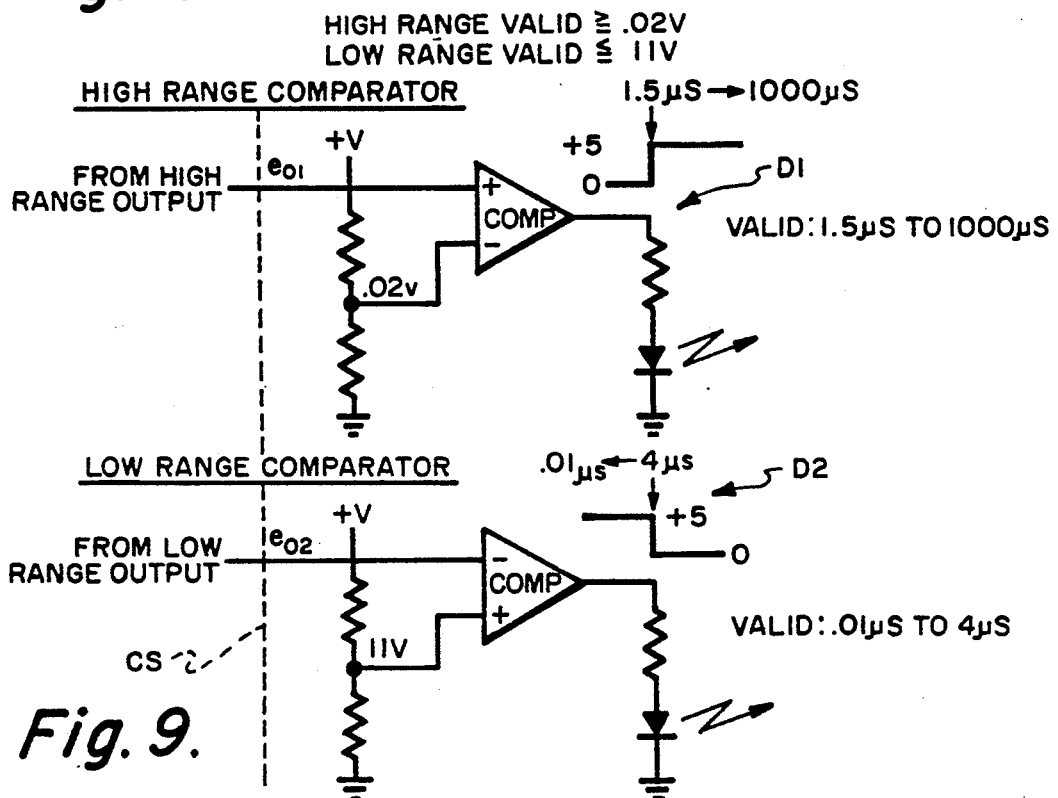 HIGH RANGE VALID ≧ .02V
LOW RANGE VALID ≦ 11V
HIGH RANGE COMPARATOR
1.5µS→1000µS
+V
+5
0
D1
FROM HIGH
RANGE OUTPUT
e01
+
COMP
−
VALID: 1.5µS TO 1000µS
.02v
LOW RANGE COMPARATOR
.01µs←4µs
D2
+V
+5
0
FROM LOW
RANGE OUTPUT
e02
−
COMP
+
VALID: .01µS TO 4µS
11V
CS
Fig. 9.